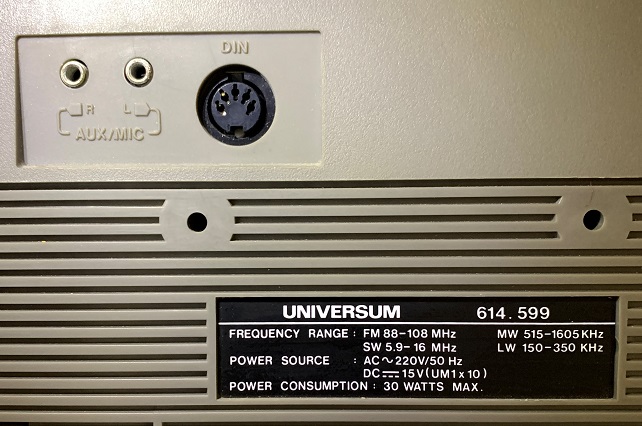 DIN
R L
AUX/MIC
UNIVERSUM 614.599
FREQUENCY RANGE : FM 88-108 MHz MW 515-1605 KHz
SW 5.9-16 MHz LW 150-350 KHz
POWER SOURCE : AC ~ 220V/50 Hz
DC ⎓ 15V (UM1 x 10)
POWER CONSUMPTION : 30 WATTS MAX.